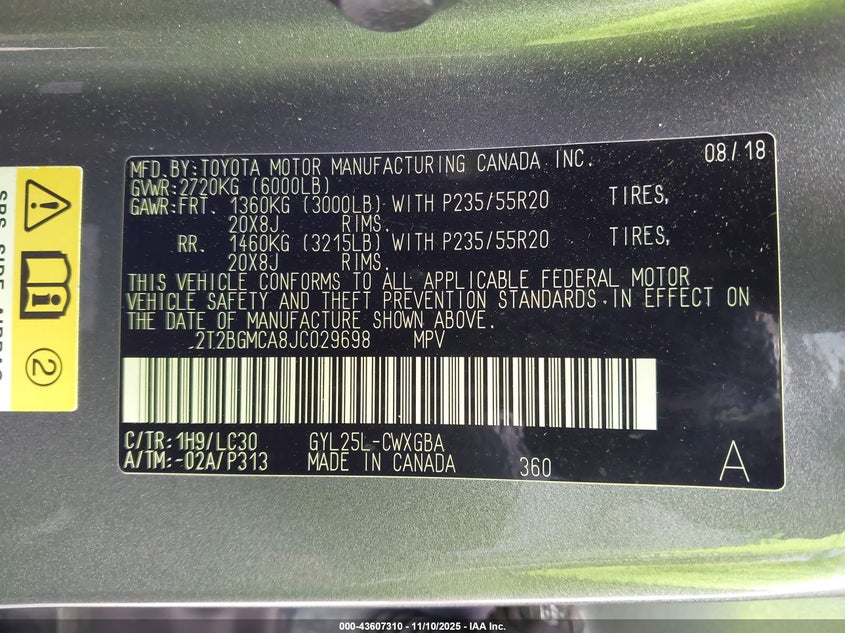 MFD. BY: TOYOTA MOTOR MANUFACTURING CANADA INC. 08/18
GVWR: 2720KG (6000LB)
GAWR: FRT. 1360KG (3000LB) WITH P235/55R20 TIRES,
20X8J. RIMS.
RR. 1460KG (3215LB) WITH P235/55R20 TIRES,
20X8J RIMS.
THIS VEHICLE CONFORMS TO ALL APPLICABLE FEDERAL MOTOR
VEHICLE SAFETY AND THEFT PREVENTION STANDARDS IN EFFECT ON
THE DATE OF MANUFACTURE SHOWN ABOVE.
2T2BGMCA8JC029698 MPV
C/TR: 1H9/LC30 GYL25L-CWXGBA
A/TM: -02A/P313 MADE IN CANADA 360
A
2
000-43607310 - 11/10/2025 - IAA Inc.